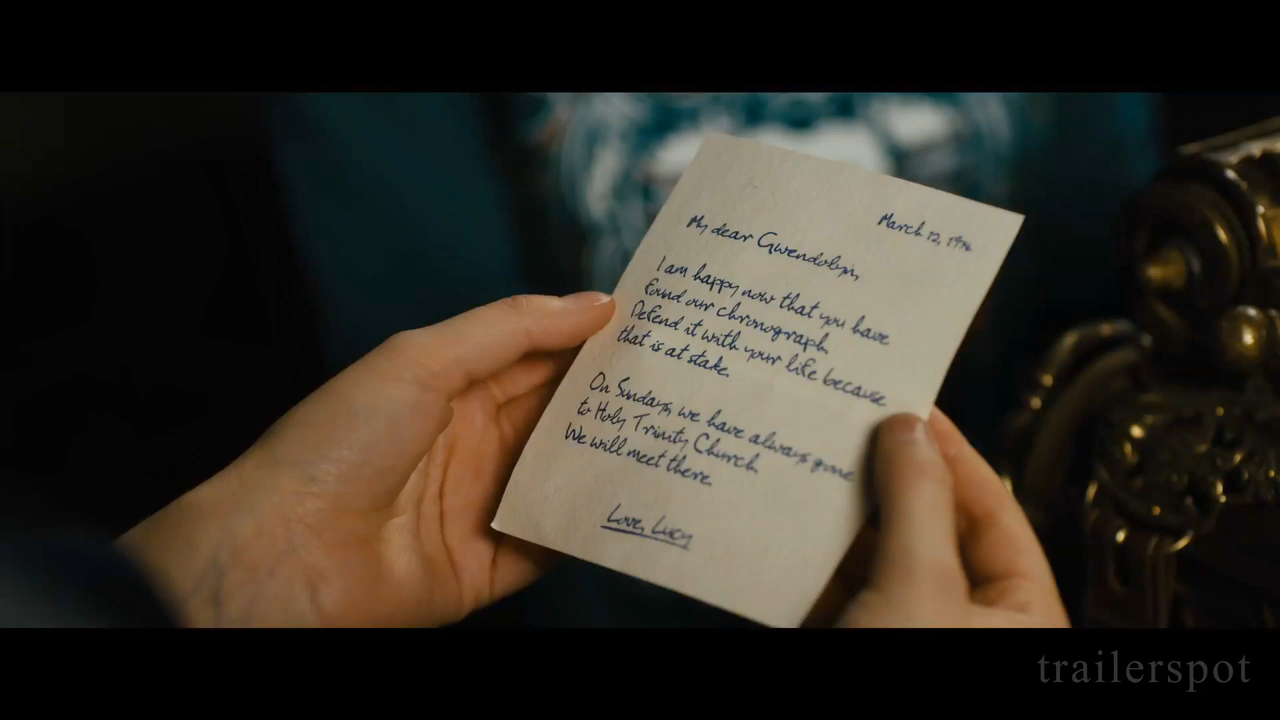 March 12, 
My dear Gwendolyn,
I am happy now that you have
found our chronograph.
Defend it with your life because
that is at stake.
On Sundays we have always gone
to Holy Trinity Church.
We will meet there.
Love, Lucy
trailerspot